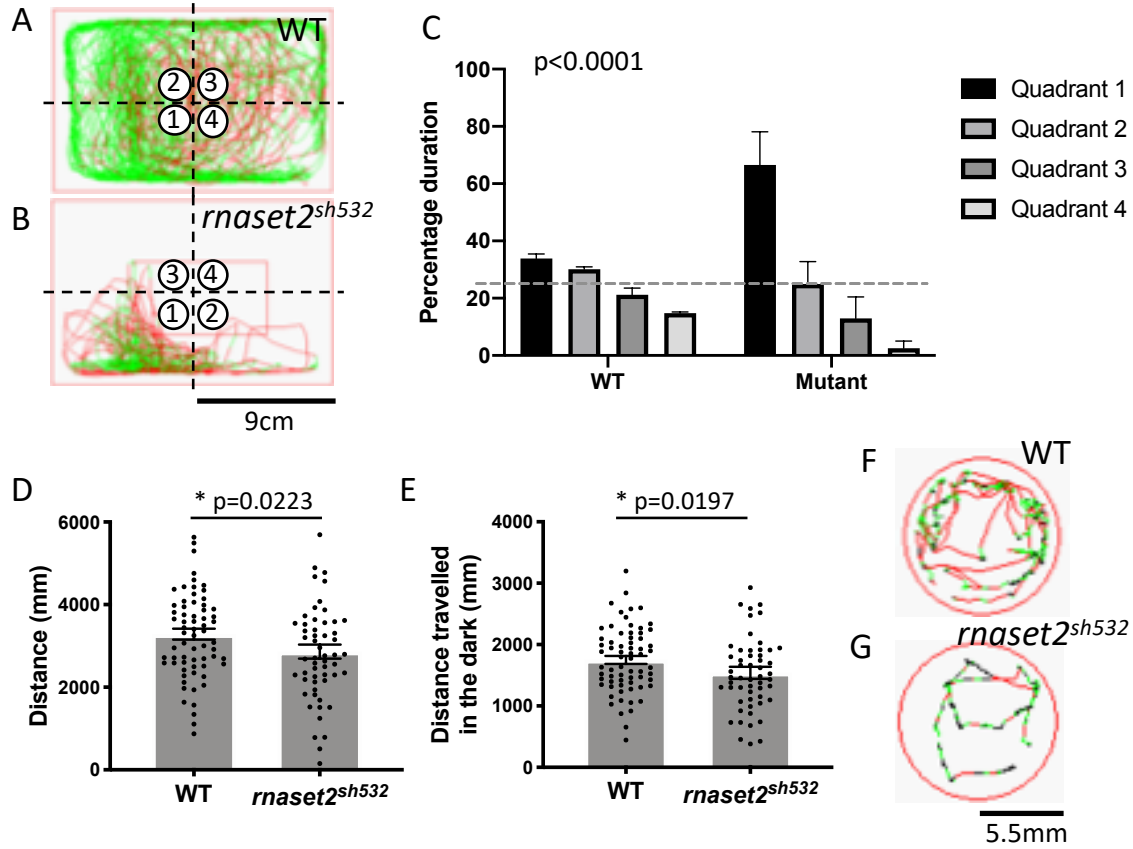 A
WT
2 3
1 4
B
rnaset2sh532
3 4
1 2
9cm
C
p<0.0001
Percentage duration
100
80
60
40
20
0
WT
Mutant
Quadrant 1
Quadrant 2
Quadrant 3
Quadrant 4
D
* p=0.0223
Distance (mm)
6000
4000
2000
0
WT
rnaset2sh532
E
* p=0.0197
Distance travelled
in the dark (mm)
4000
3000
2000
1000
0
WT
rnaset2sh532
F
WT
G
rnaset2sh532
5.5mm